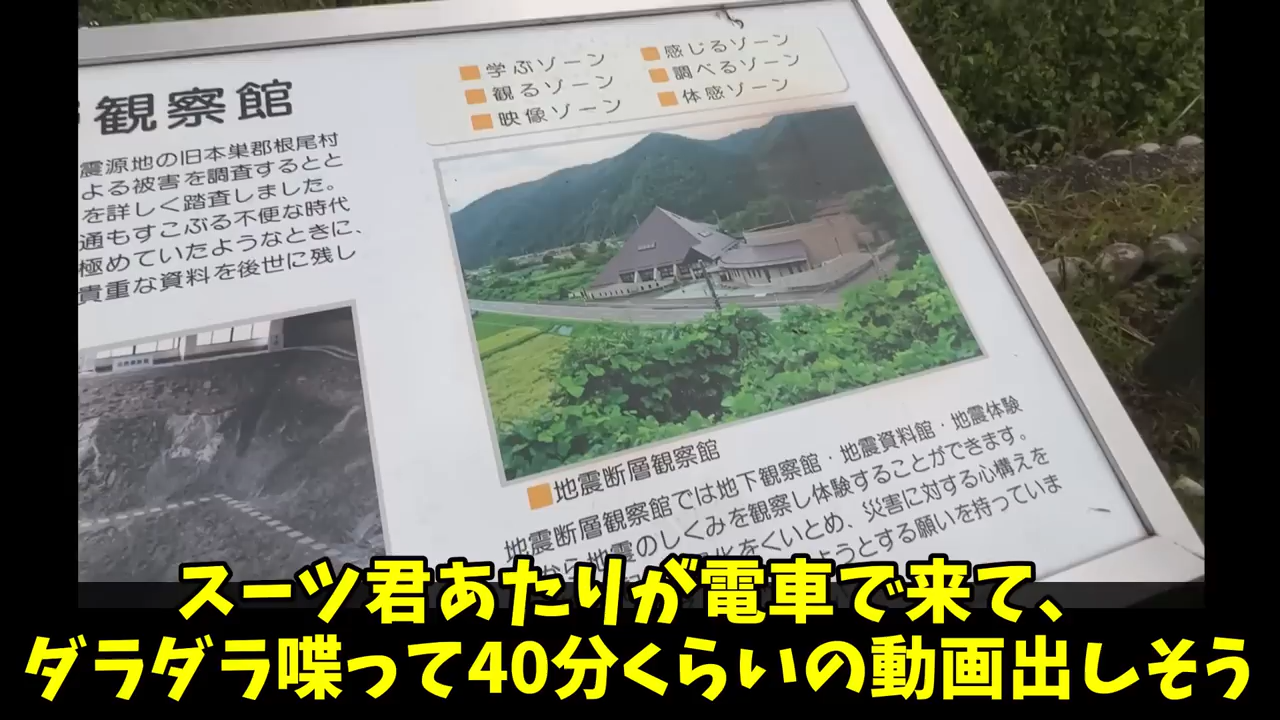 観察館
震源地の旧本巣郡根尾村
よる被害を調査するとと
を詳しく踏査しました。
通もすこぶる不便な時代
極めていたようなときに、
貴重な資料を後世に残し
学ぶゾーン
観るゾーン
映像ゾーン
感じるゾーン
調べるゾーン
体感ゾーン
地震断層観察館
地震断層観察館では地下観察館・地震資料館・地震体験
から地震のしくみを観察し体験することができます。
をくいとめ、災害に対する心構えを
ようとする願いを持っていま
スーツ君あたりが電車で来て、
ダラダラ喋って40分くらいの動画出しそう